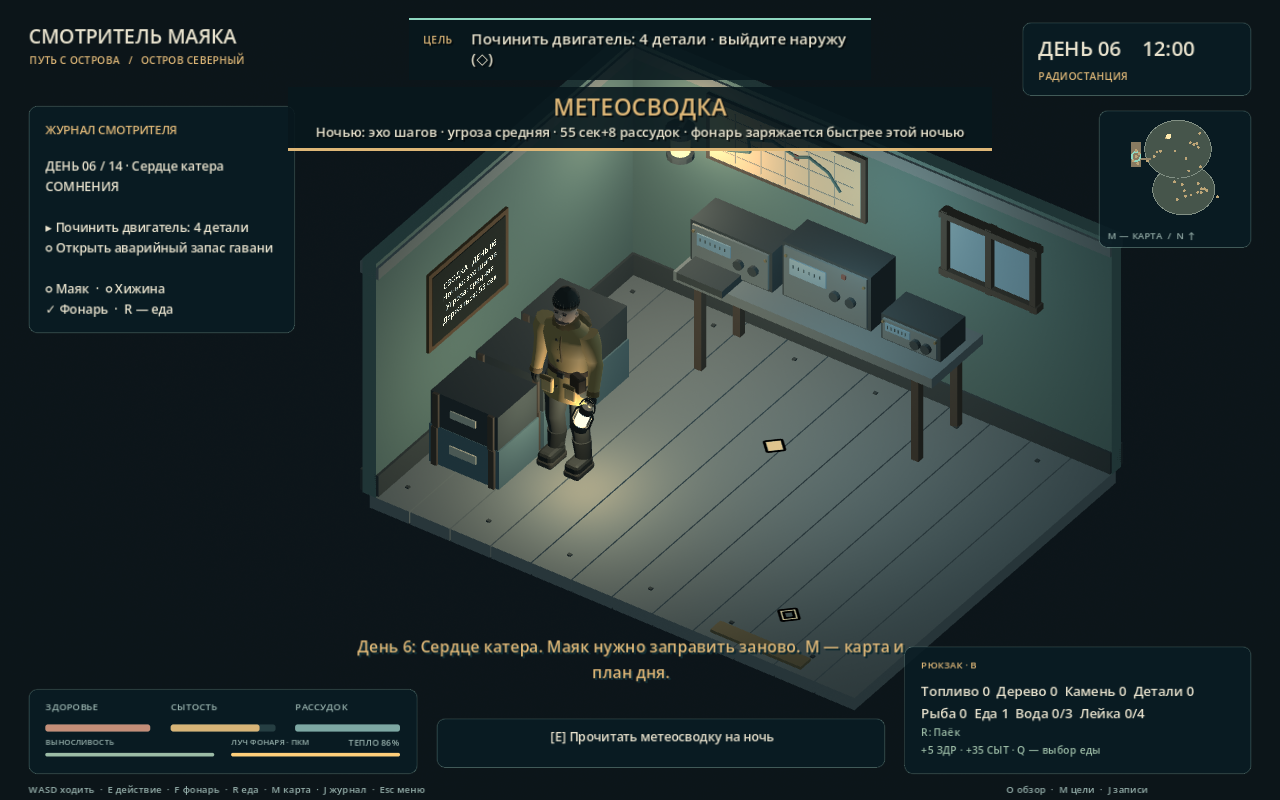 СМОТРИТЕЛЬ МАЯКА
ПУТЬ С ОСТРОВА / ОСТРОВ СЕВЕРНЫЙ
ЦЕЛЬ
Починить двигатель: 4 детали · выйдите наружу
(◇)
ДЕНЬ 06 12:00
РАДИОСТАНЦИЯ
МЕТЕОСВОДКА
Ночью: эхо шагов · угроза средняя · 55 сек+8 рассудок · фонарь заряжается быстрее этой ночью
ЖУРНАЛ СМОТРИТЕЛЯ
ДЕНЬ 06 / 14 · Сердце катера
СОМНЕНИЯ
▸ Починить двигатель: 4 детали
○ Открыть аварийный запас гавани
○ Маяк · ○ Хижина
✓ Фонарь · R — еда
М — КАРТА / N ↑
День 6: Сердце катера. Маяк нужно заправить заново. М — карта и
план дня.
ЗДОРОВЬЕ СЫТОСТЬ РАССУДОК
ВЫНОСЛИВОСТЬ ЛУЧ ФОНАРЯ · ПКМ ТЕПЛО 86%
[E] Прочитать метеосводку на ночь
РЮКЗАК · B
Топливо 0 Дерево 0 Камень 0 Детали 0
Рыба 0 Еда 1 Вода 0/3 Лейка 0/4
R: Паёк
+5 ЗДР · +35 СЫТ · Q — выбор еды
WASD ходить · E действие · F фонарь · R еда · M карта · J журнал · Esc меню
O обзор · M цели · J записи